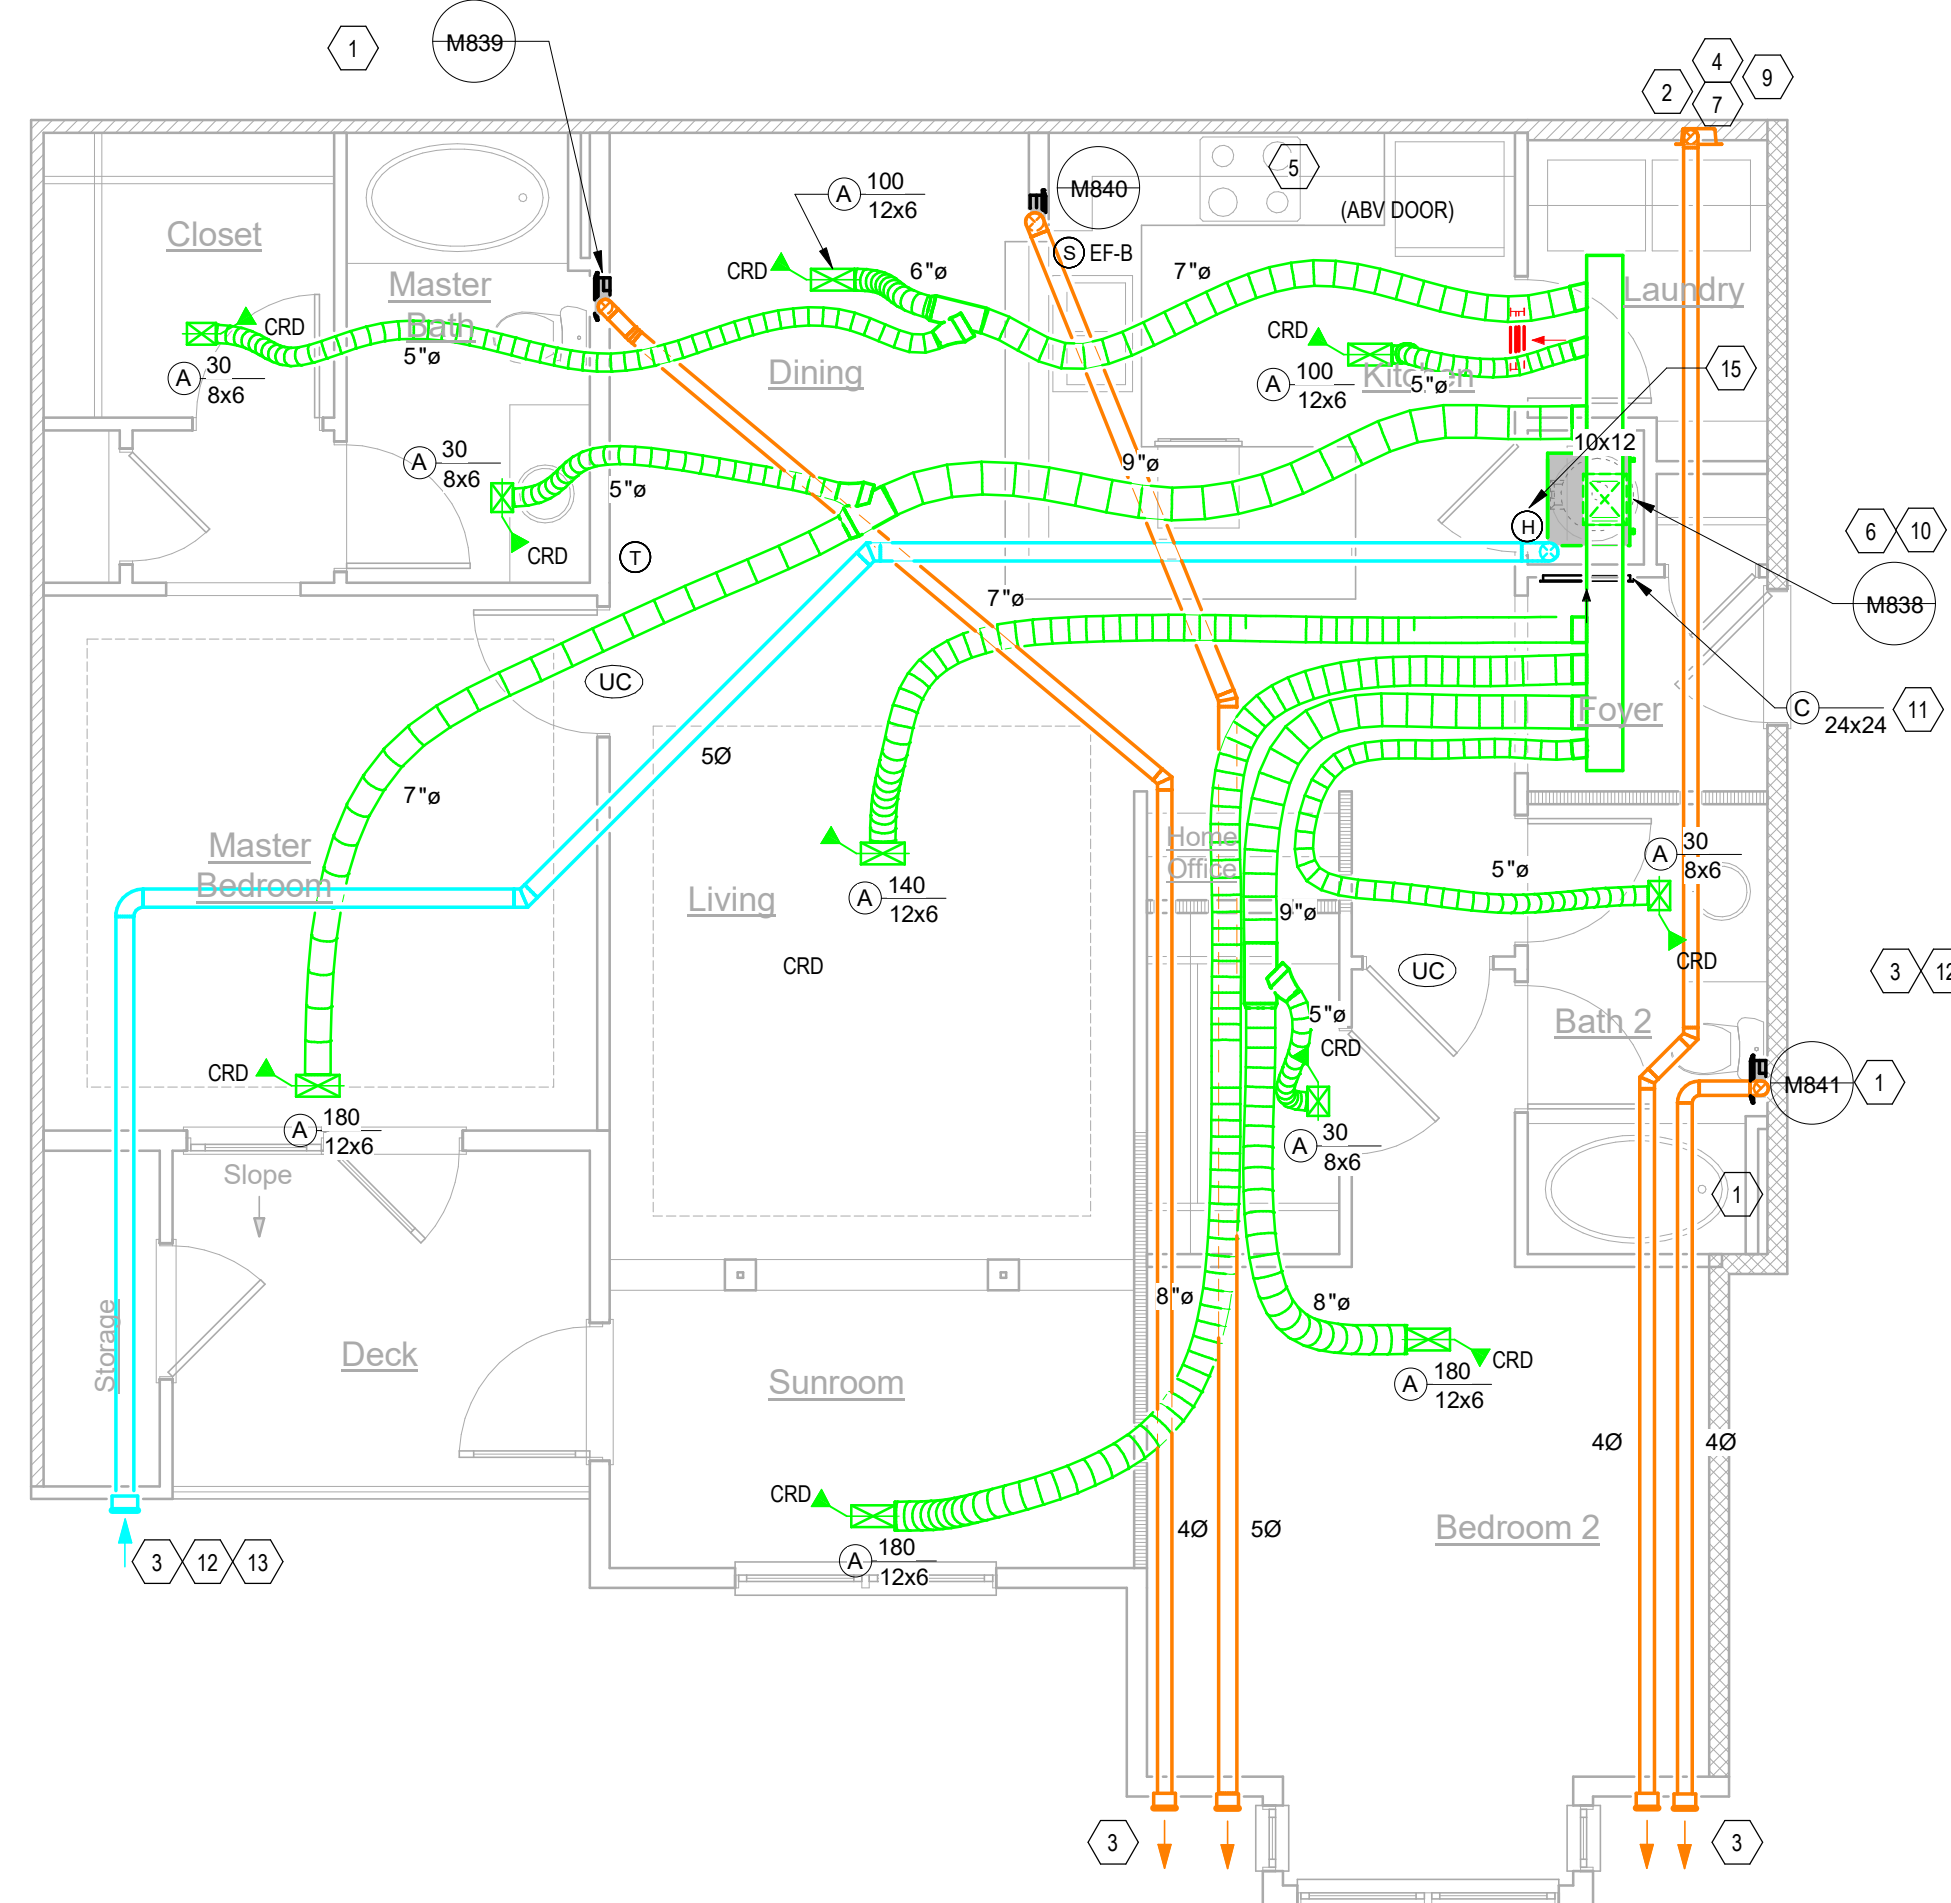 1
M839
4
2
9
7
5
M840
A 100
12x6
(ABV DOOR)
Closet
S EF-B
CRD
6"ø
7"ø
Master
Bath
Laundry
CRD
CRD
5"ø
A 30
8x6
Dining
A 100
12x6
Kitchen
5"ø
15
10x12
A 30
8x6
5"ø
9"ø
H
CRD
T
6 10
M838
7"ø
UC
C
24x24
11
Foyer
5Ø
7"ø
Master
Bedroom
Home
Office
A 30
8x6
5"ø
Living
A 140
12x6
9"ø
CRD
CRD
UC
3 12
5"ø
CRD
Bath 2
CRD
M841 1
A 180
12x6
A 30
8x6
Slope
1
8"ø
8"ø
Storage
Deck
Sunroom
CRD
A 180
12x6
4Ø
4Ø
CRD
4Ø
5Ø
Bedroom 2
A 180
12x6
3 12 13
3
3